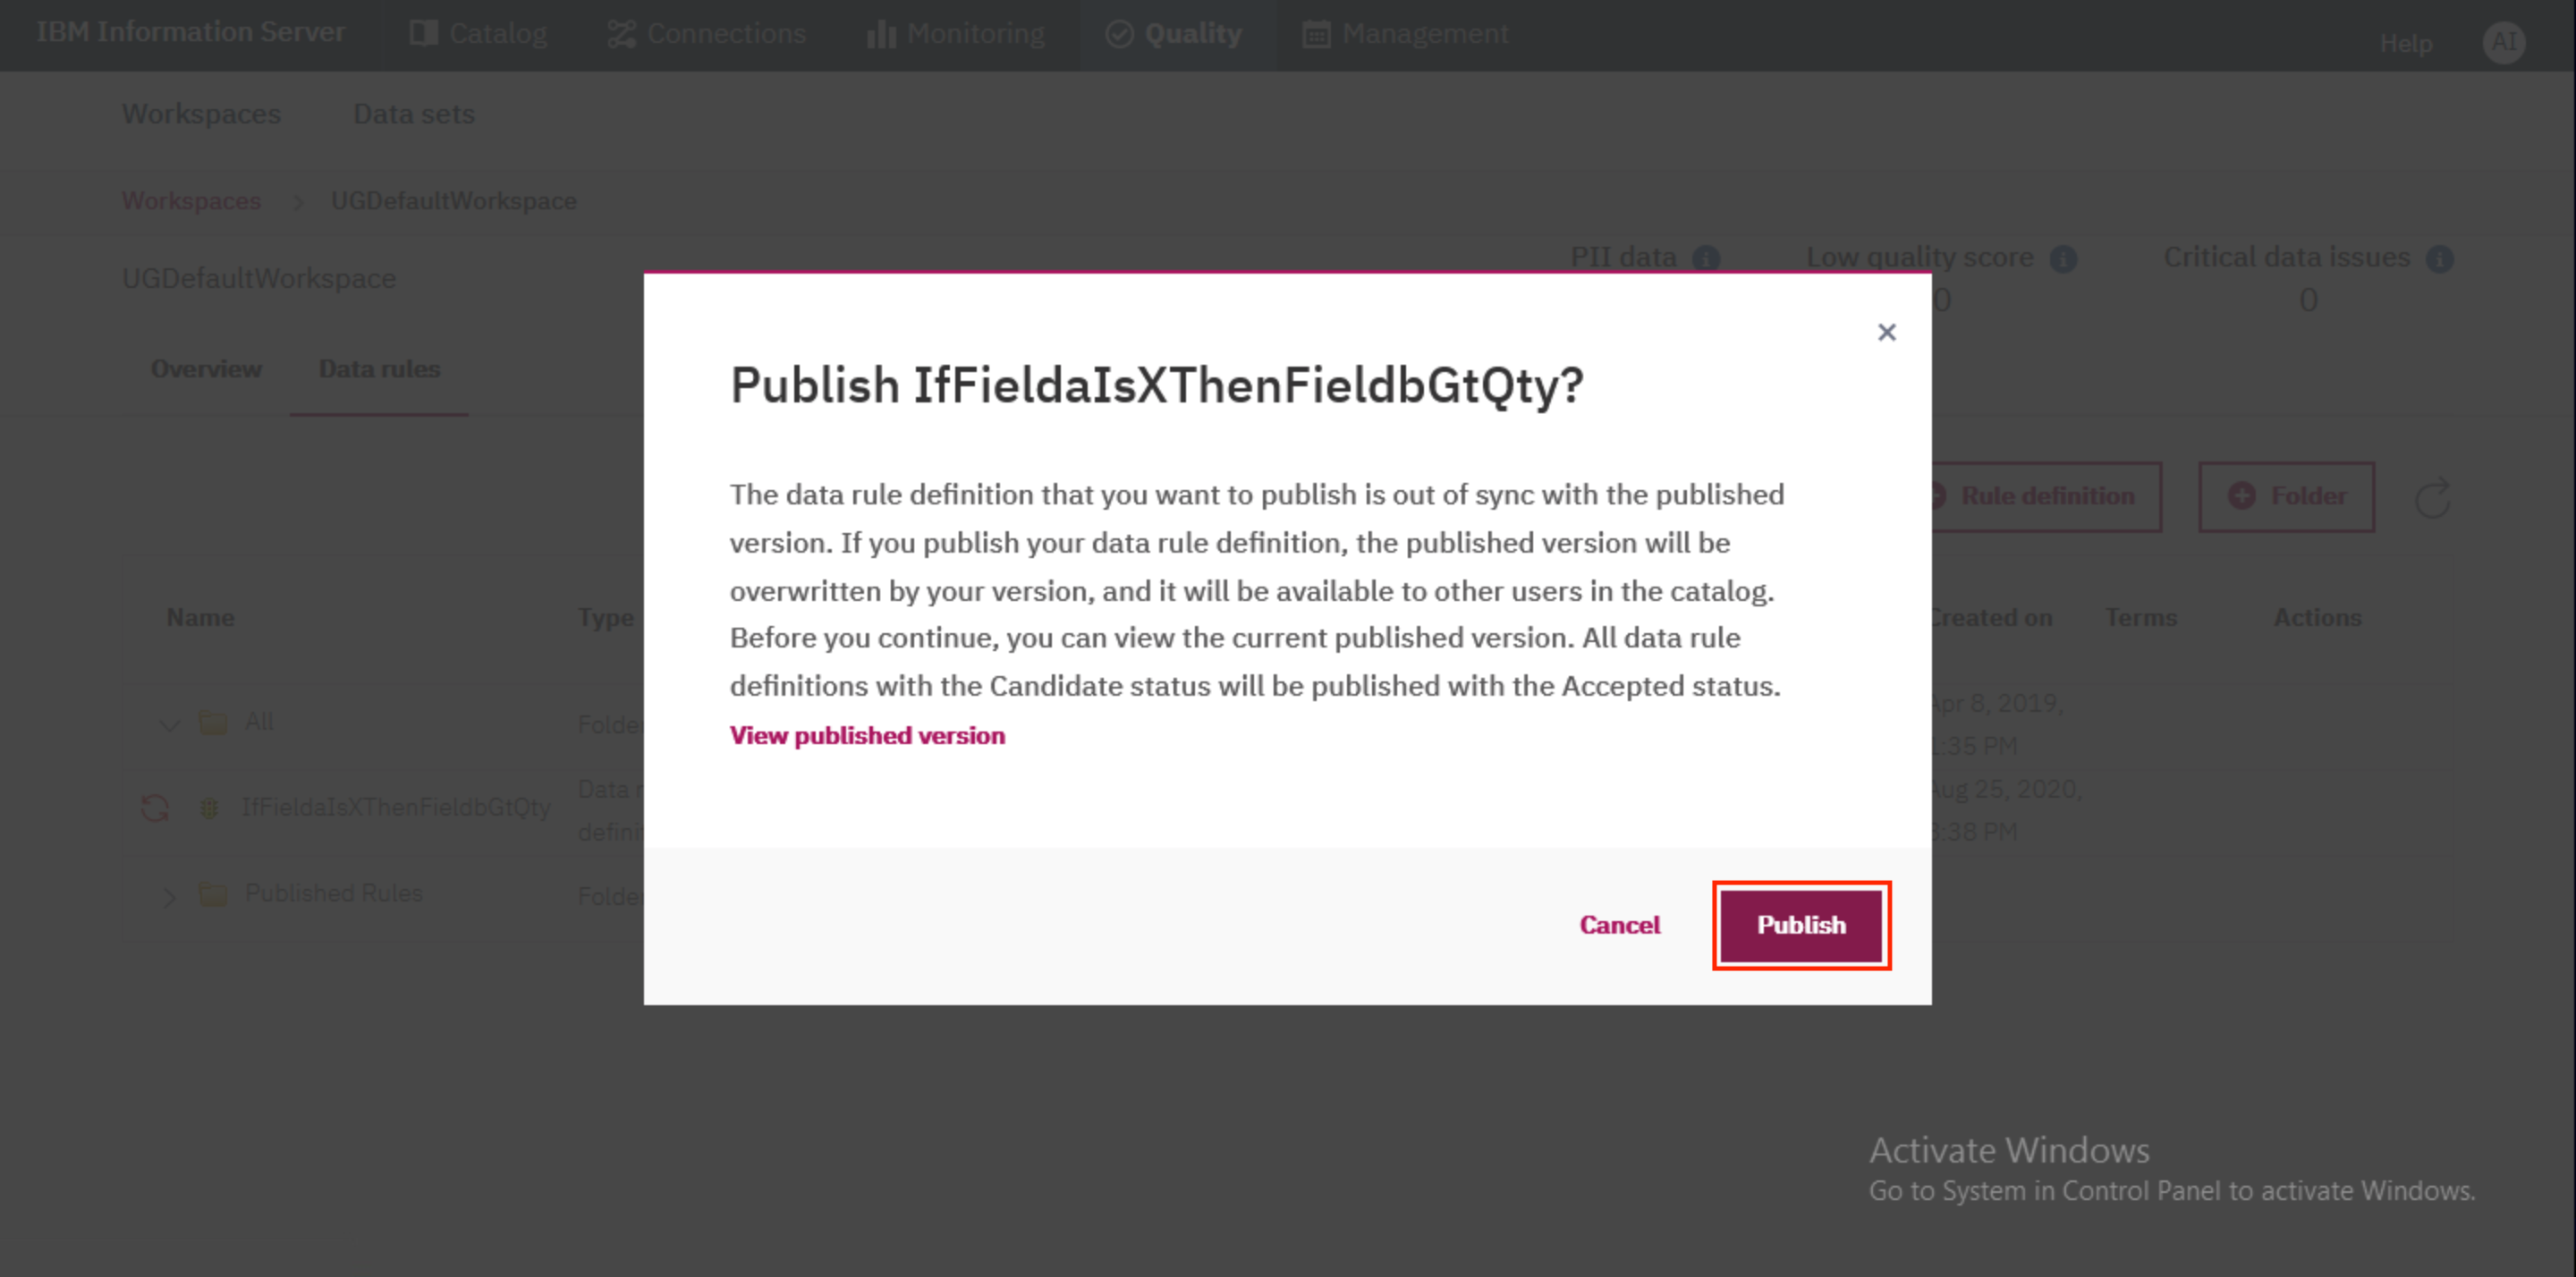 IBM Information Server Catalog Connections Monitoring Quality Management Help AI
Workspaces Data sets
Workspaces > UGDefaultWorkspace
PII data Low quality score Critical data issues
UGDefaultWorkspace 0 0
Overview Data rules
Publish IfFieldaIsXThenFieldbGtQty?
The data rule definition that you want to publish is out of sync with the published
version. If you publish your data rule definition, the published version will be
overwritten by your version, and it will be available to other users in the catalog.
Before you continue, you can view the current published version. All data rule
definitions with the Candidate status will be published with the Accepted status.
View published version
Cancel Publish
Rule definition Folder
Name Type Created on Terms Actions
All Folde Apr 8, 2019,
:35 PM
IfFieldaIsXThenFieldbGtQty Data r Aug 25, 2020,
defini :38 PM
Published Rules Folde
Activate Windows
Go to System in Control Panel to activate Windows.